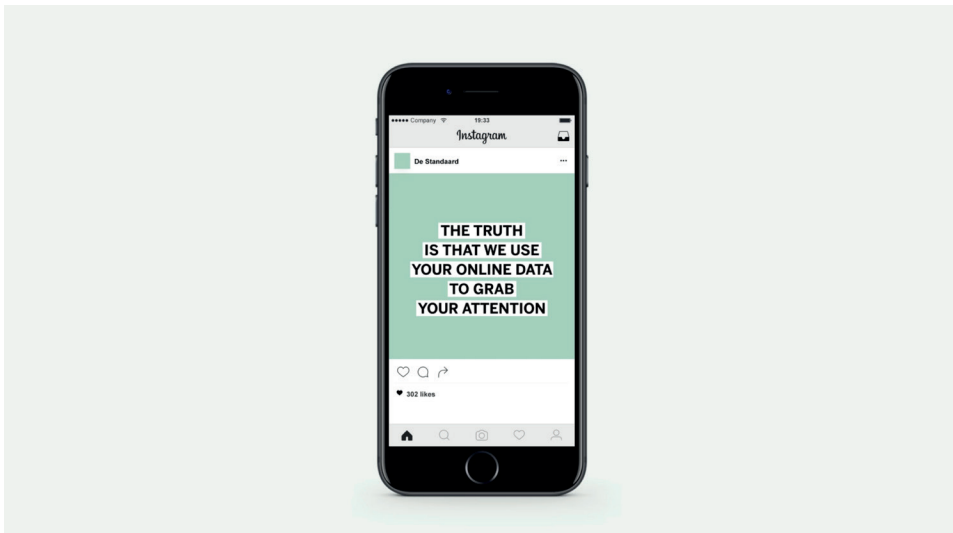 ●●●●● Company 19:33
Instagram
De Standaard
THE TRUTH
IS THAT WE USE
YOUR ONLINE DATA
TO GRAB
YOUR ATTENTION
302 likes